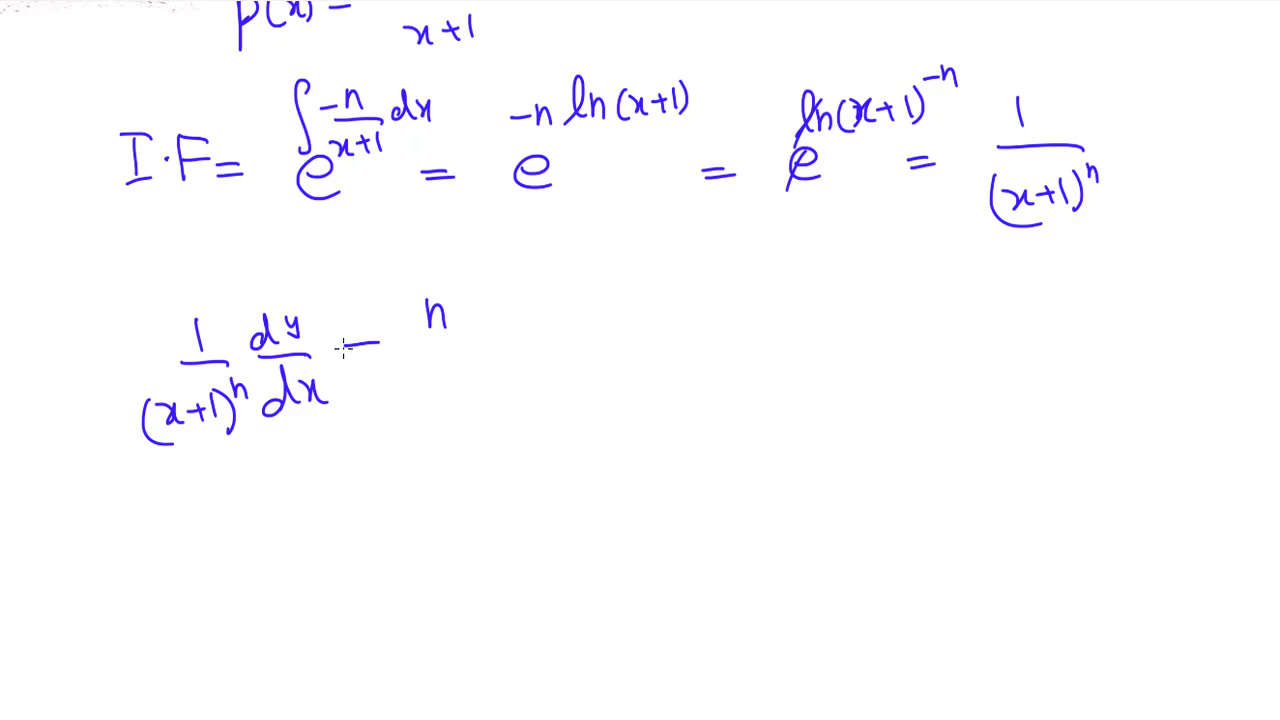 p(x) = x+1
I.F = e^{∫ -n/(x+1) dx} = e^{-n ln(x+1)} = e^{ln(x+1)^{-n}} = 1/(x+1)^n
1/(x+1)^n dy/dx - n